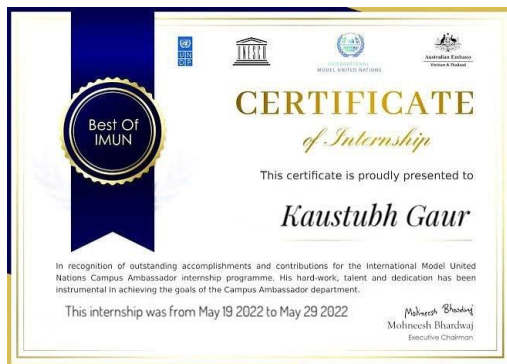 U N
D P
UNESCO
INTERNATIONAL
MODEL UNITED NATIONS
Australian Embassy
Vietnam & Thailand
Best Of
IMUN
CERTIFICATE
of Internship
This certificate is proudly presented to
Kaustubh Gaur
In recognition of outstanding accomplishments and contributions for the International Model United
Nations Campus Ambassador internship programme. His hard-work, talent and dedication has been
instrumental in achieving the goals of the Campus Ambassador department.
This internship was from May 19 2022 to May 29 2022
Mohneesh Bhardwaj
Mohneesh Bhardwaj
Executive Chairman